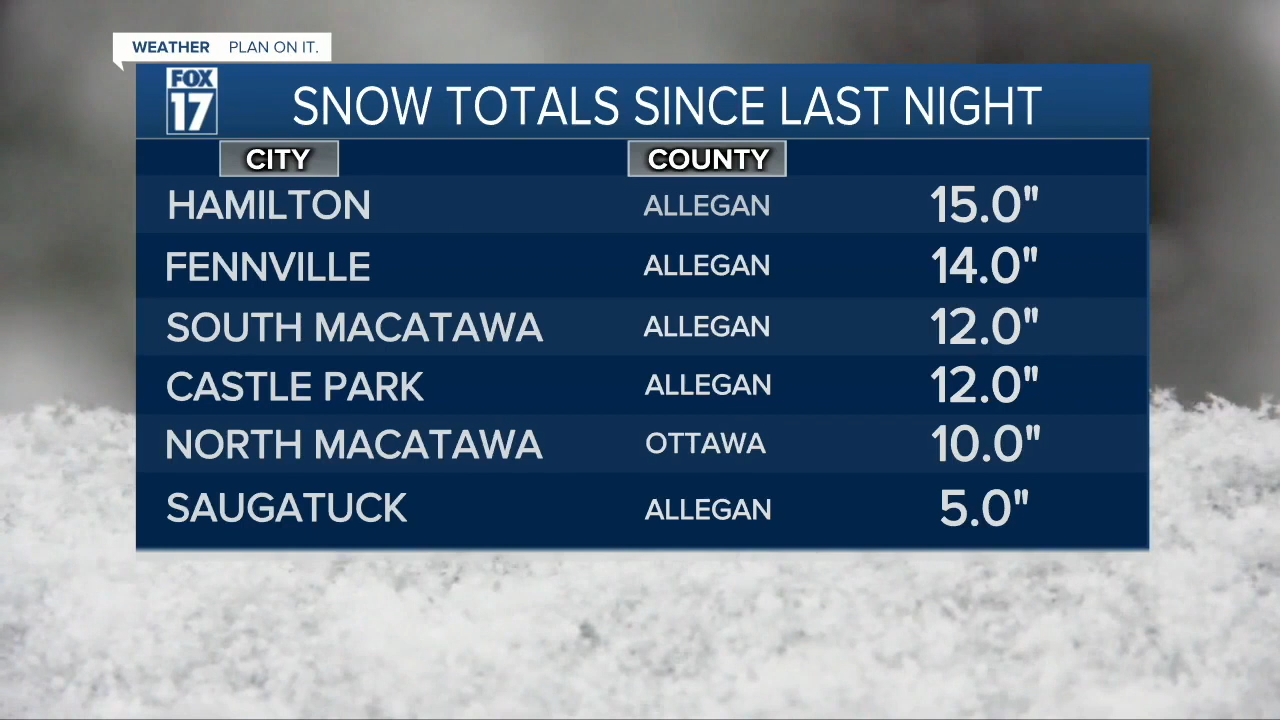 WEATHER PLAN ON IT.
FOX
17
SNOW TOTALS SINCE LAST NIGHT
CITY COUNTY
HAMILTON ALLEGAN 15.0"
FENNVILLE ALLEGAN 14.0"
SOUTH MACATAWA ALLEGAN 12.0"
CASTLE PARK ALLEGAN 12.0"
NORTH MACATAWA OTTAWA 10.0"
SAUGATUCK ALLEGAN 5.0"